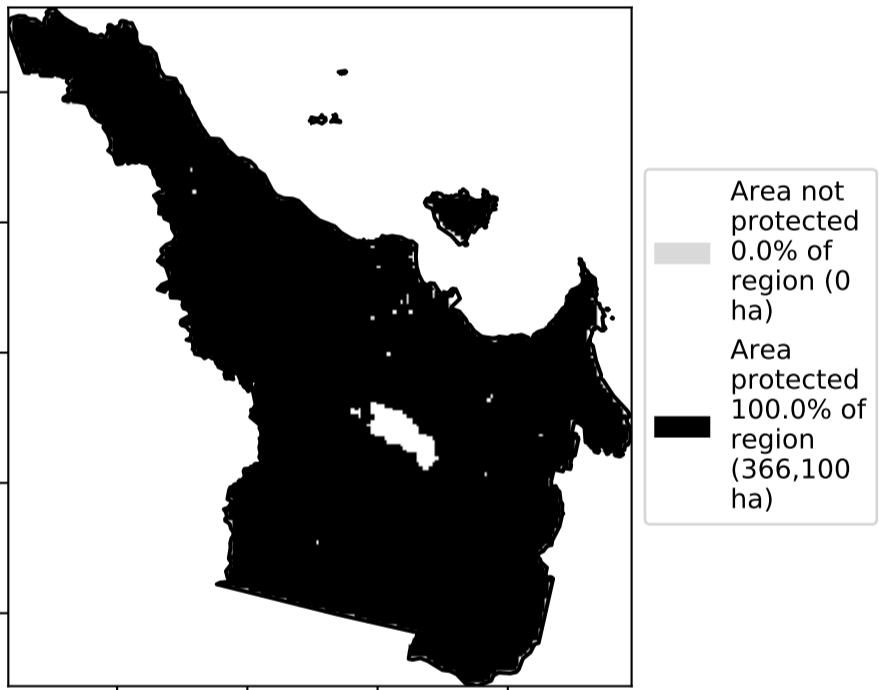 Area not
protected
0.0% of
region (0
ha)
Area
protected
100.0% of
region
(366,100
ha)